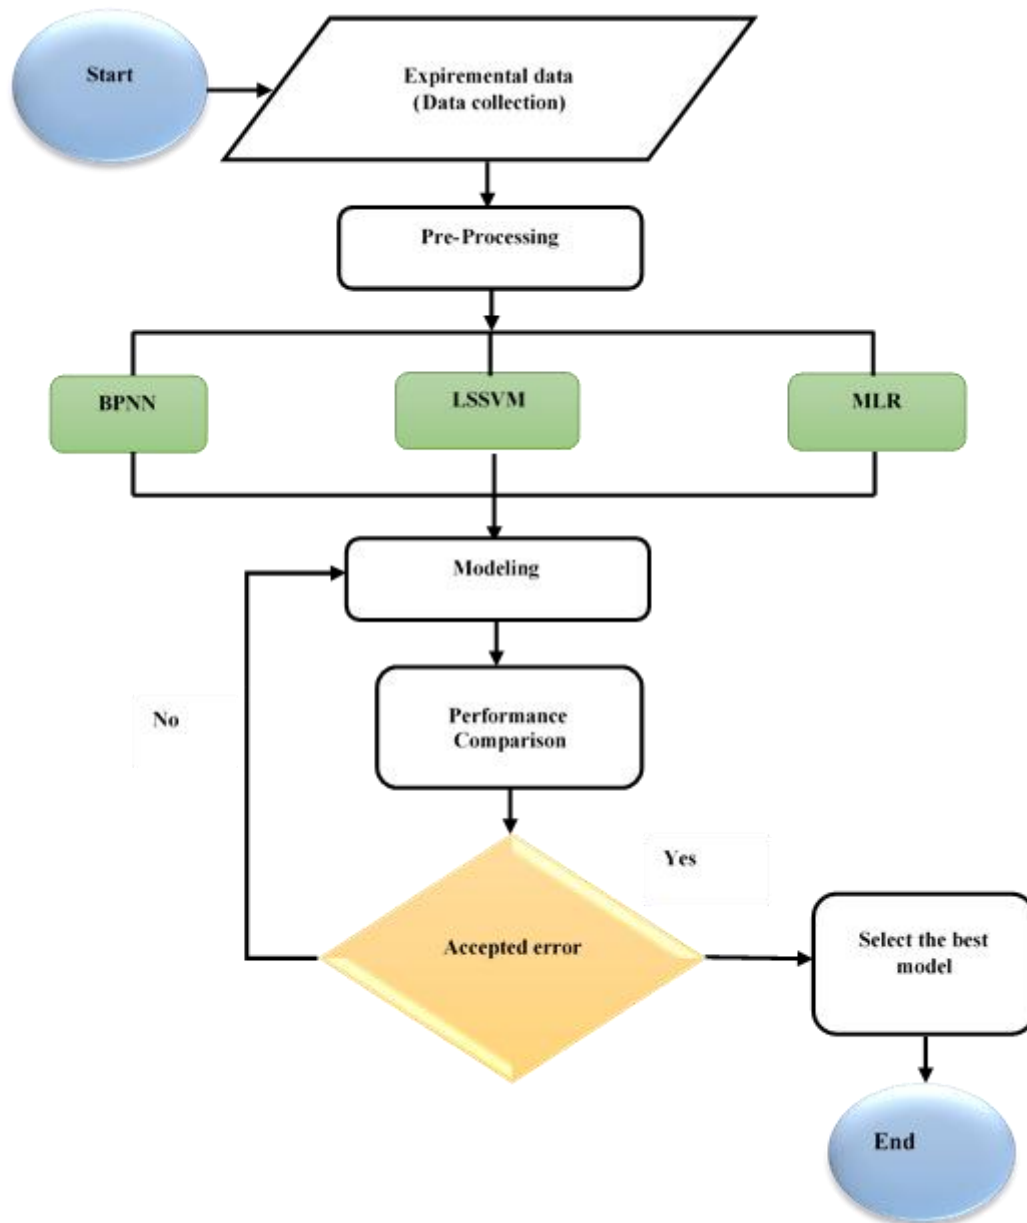 Start
Expiremental data
(Data collection)
Pre-Processing
BPNN
LSSVM
MLR
Modeling
No
Performance
Comparison
Yes
Accepted error
Select the best
model
End